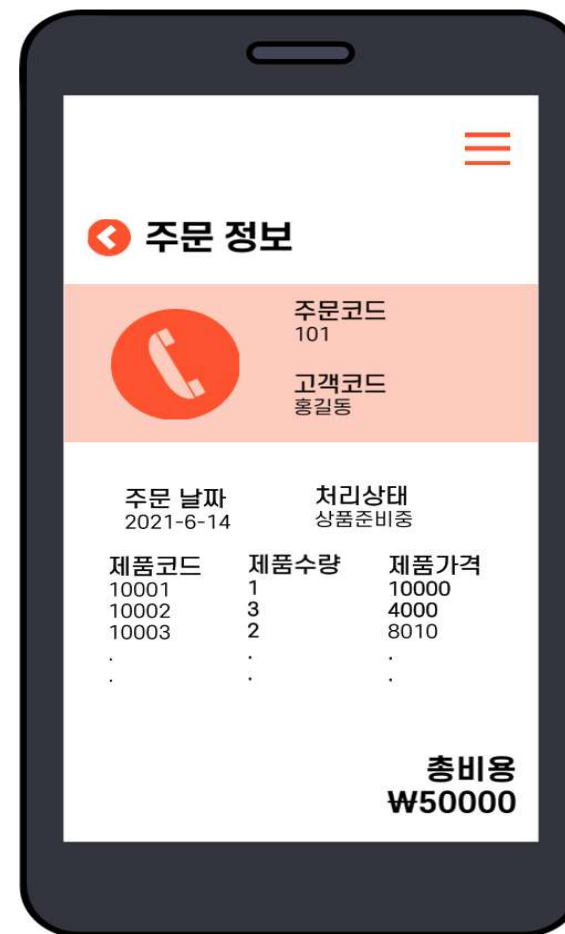 주문 정보
주문코드
101
고객코드
홍길동
주문 날짜 처리상태
2021-6-14 상품준비중
제품코드 제품수량 제품가격
10001 1 10000
10002 3 4000
10003 2 8010
. . .
. . .
총비용
₩50000